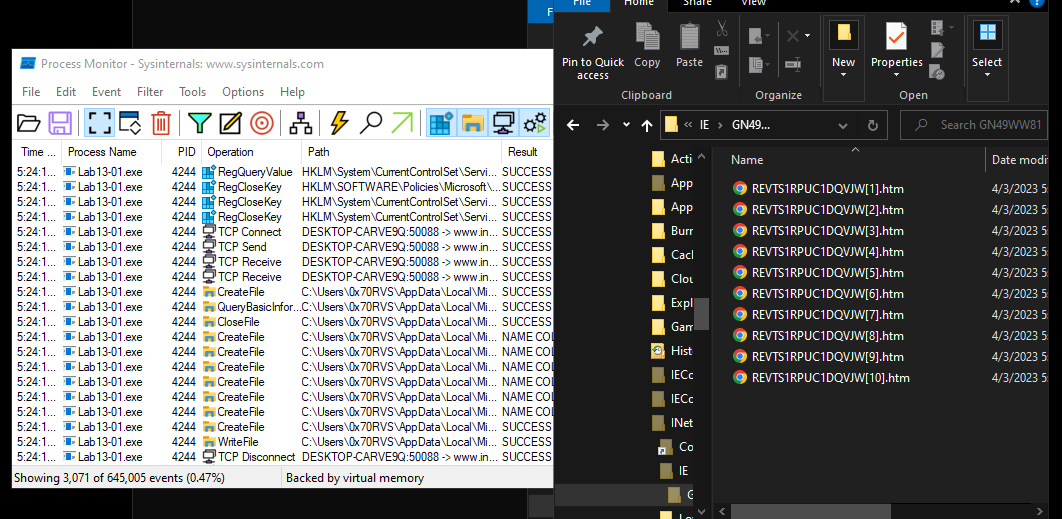 Process Monitor - Sysinternals: www.sysinternals.com
File Edit Event Filter Tools Options Help
Time ... Process Name PID Operation Path Result
5:24:1... Lab13-01.exe 4244 RegQueryValue HKLM\System\CurrentControlSet\Servi... SUCCESS
5:24:1... Lab13-01.exe 4244 RegCloseKey HKLM\SOFTWARE\Policies\Microsoft\... SUCCESS
5:24:1... Lab13-01.exe 4244 RegCloseKey HKLM\System\CurrentControlSet\Servi... SUCCESS
5:24:1... Lab13-01.exe 4244 RegCloseKey HKLM\System\CurrentControlSet\Servi... SUCCESS
5:24:1... Lab13-01.exe 4244 TCP Connect DESKTOP-CARVE9Q:50088 -> www.in... SUCCESS
5:24:1... Lab13-01.exe 4244 TCP Send DESKTOP-CARVE9Q:50088 -> www.in... SUCCESS
5:24:1... Lab13-01.exe 4244 TCP Receive DESKTOP-CARVE9Q:50088 -> www.in... SUCCESS
5:24:1... Lab13-01.exe 4244 TCP Receive DESKTOP-CARVE9Q:50088 -> www.in... SUCCESS
5:24:1... Lab13-01.exe 4244 CreateFile C:\Users\0x70RVS\AppData\Local\Mi... SUCCESS
5:24:1... Lab13-01.exe 4244 QueryBasicInfor... C:\Users\0x70RVS\AppData\Local\Mi... SUCCESS
5:24:1... Lab13-01.exe 4244 CloseFile C:\Users\0x70RVS\AppData\Local\Mi... SUCCESS
5:24:1... Lab13-01.exe 4244 CreateFile C:\Users\0x70RVS\AppData\Local\Mi... NAME COL
5:24:1... Lab13-01.exe 4244 CreateFile C:\Users\0x70RVS\AppData\Local\Mi... NAME COL
5:24:1... Lab13-01.exe 4244 CreateFile C:\Users\0x70RVS\AppData\Local\Mi... NAME COL
5:24:1... Lab13-01.exe 4244 CreateFile C:\Users\0x70RVS\AppData\Local\Mi... NAME COL
5:24:1... Lab13-01.exe 4244 CreateFile C:\Users\0x70RVS\AppData\Local\Mi... NAME COL
5:24:1... Lab13-01.exe 4244 CreateFile C:\Users\0x70RVS\AppData\Local\Mi... NAME COL
5:24:1... Lab13-01.exe 4244 CreateFile C:\Users\0x70RVS\AppData\Local\Mi... SUCCESS
5:24:1... Lab13-01.exe 4244 WriteFile C:\Users\0x70RVS\AppData\Local\Mi... SUCCESS
5:24:1... Lab13-01.exe 4244 TCP Disconnect DESKTOP-CARVE9Q:50088 -> www.in... SUCCESS
Showing 3,071 of 645,005 events (0.47%) Backed by virtual memory
F
File Home Share View
Pin to Quick access Copy Paste
New Properties Select
Clipboard Organize Open
« IE › GN49... Search GN49WW81
Acti
App
App
Burn
Cacl
Clou
Expl
Gam
Histo
IECo
IECo
INet
Co
IE
G
Lo
Name Date modif
REVTS1RPUC1DQVJW[1].htm 4/3/2023 5:
REVTS1RPUC1DQVJW[2].htm 4/3/2023 5:
REVTS1RPUC1DQVJW[3].htm 4/3/2023 5:
REVTS1RPUC1DQVJW[4].htm 4/3/2023 5:
REVTS1RPUC1DQVJW[5].htm 4/3/2023 5:
REVTS1RPUC1DQVJW[6].htm 4/3/2023 5:
REVTS1RPUC1DQVJW[7].htm 4/3/2023 5:
REVTS1RPUC1DQVJW[8].htm 4/3/2023 5:
REVTS1RPUC1DQVJW[9].htm 4/3/2023 5:
REVTS1RPUC1DQVJW[10].htm 4/3/2023 5: